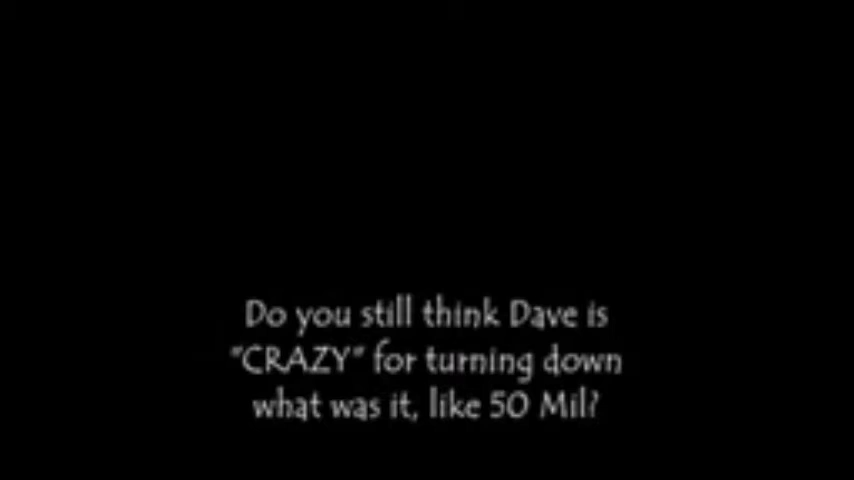 Do you still think Dave is
"CRAZY" for turning down
what was it, like 50 Mil?